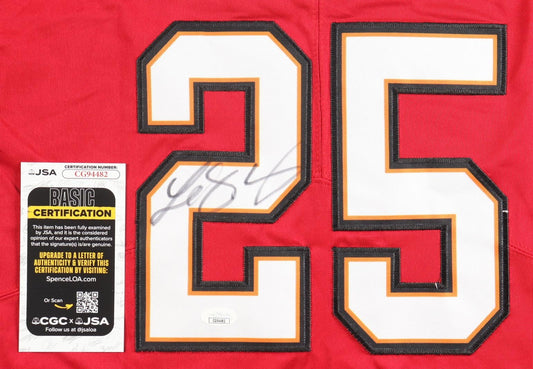 25
JSA
CERTIFICATION NUMBER:
CG94482
BASIC
CERTIFICATION
This item has been fully examined
by JSA, and it is the considered
opinion of our expert authenticators
that the signature(s) is/are genuine.
UPGRADE TO A LETTER OF
AUTHENTICITY & VERIFY THIS
CERTIFICATION BY VISITING:
SpenceLOA.com
Or Scan
CGC × JSA
Follow us @jsaloa
CG94482